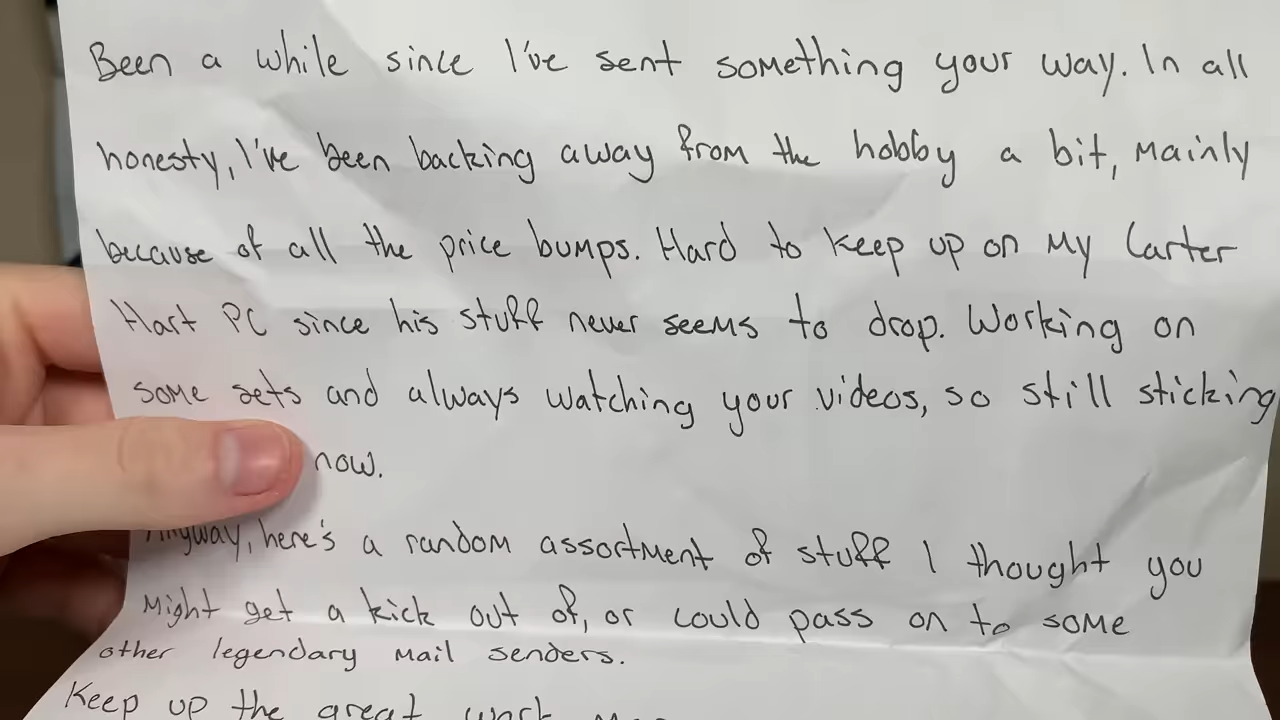 Been a while since I've sent something your way. In all
honesty, I've been backing away from the hobby a bit, mainly
because of all the price bumps. Hard to keep up on my Carter
Hart PC since his stuff never seems to drop. Working on
some sets and always watching your videos, so still sticking
now.
Anyway, here's a random assortment of stuff I thought you
might get a kick out of, or could pass on to some
other legendary mail senders.
Keep up the great work